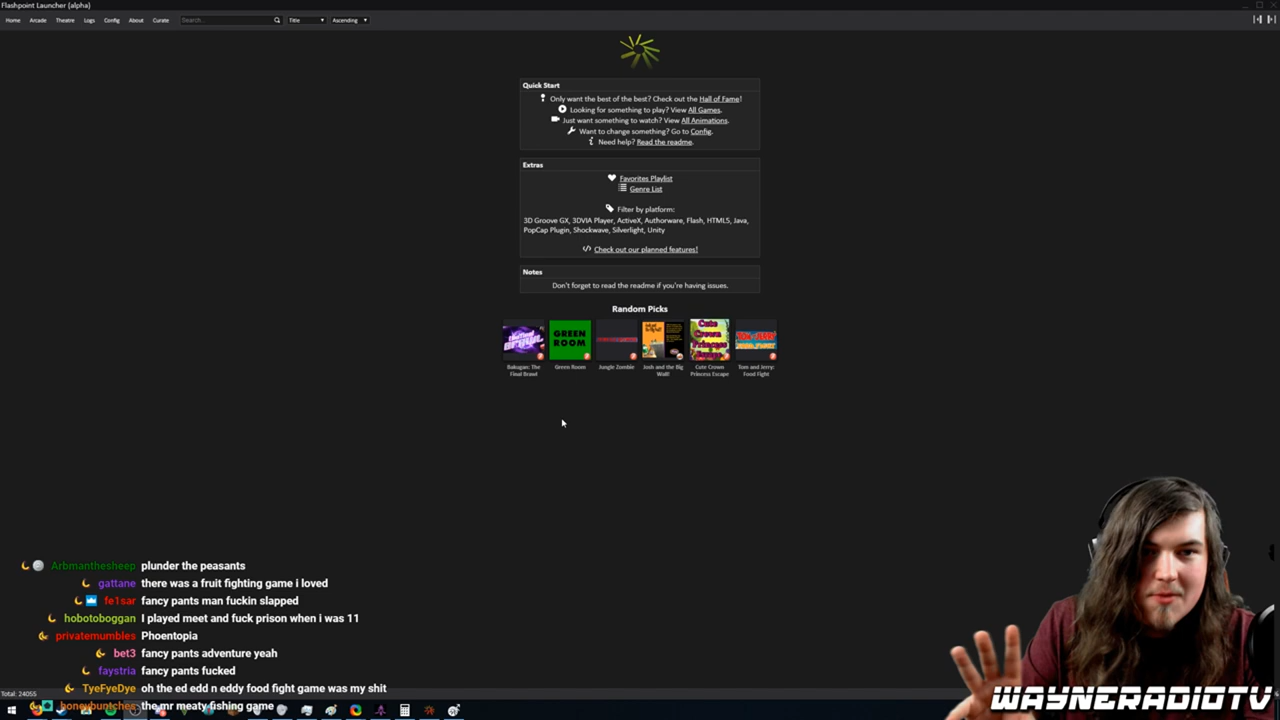 Flashpoint Launcher (alpha)
Home Arcade Theatre Logs Config About Curate Search... Title Ascending
Quick Start
Only want the best of the best? Check out the Hall of Fame!
Looking for something to play? View All Games.
Just want something to watch? View All Animations.
Want to change something? Go to Config.
Need help? Read the readme.
Extras
Favorites Playlist
Genre List
Filter by platform:
3D Groove GX, 3DVIA Player, ActiveX, Authorware, Flash, HTML5, Java,
PopCap Plugin, Shockwave, Silverlight, Unity
Check out our planned features!
Notes
Don't forget to read the readme if you're having issues.
Random Picks
GREEN
ROOM
Bakugan: The
Final Brawl
Green Room
Jungle Zombie
Josh and the Big
Wall!
Cute Crown
Princess Escape
Tom and Jerry:
Food Fight
Arbmanthesheep plunder the peasants
gattane there was a fruit fighting game i loved
fe1sar fancy pants man fuckin slapped
hobotoboggan I played meet and fuck prison when i was 11
privatemumbles Phoentopia
bet3 fancy pants adventure yeah
faystria fancy pants fucked
TyeFyeDye oh the ed edd n eddy food fight game was my shit
Total: 24055
honeybuntches the mr meaty fishing game
WAYNERADIOTV